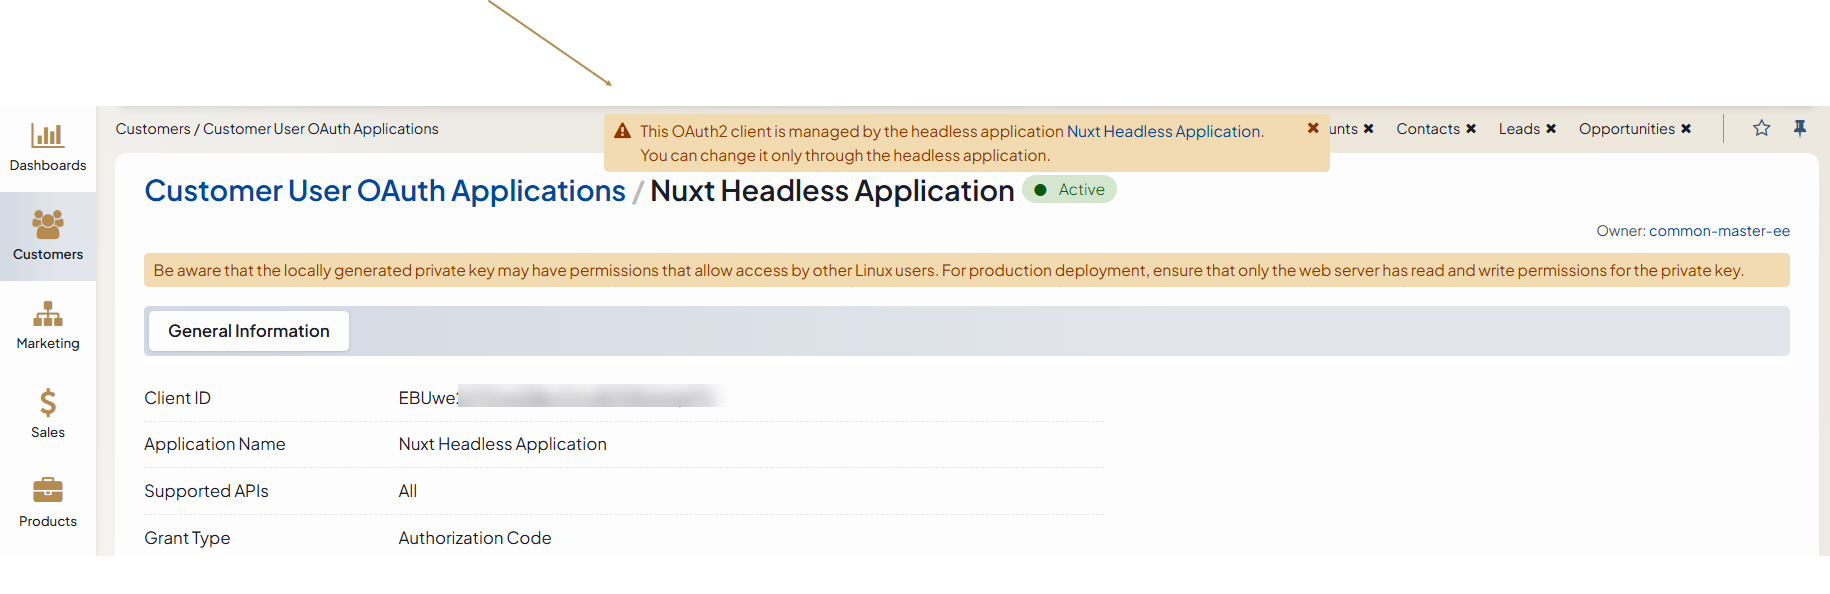 Dashboards
Customers
Marketing
Sales
Products
Customers / Customer User OAuth Applications
This OAuth2 client is managed by the headless application Nuxt Headless Application.
You can change it only through the headless application.
Contacts
Leads
Opportunities
Customer User OAuth Applications / Nuxt Headless Application
Active
Owner: common-master-ee
Be aware that the locally generated private key may have permissions that allow access by other Linux users. For production deployment, ensure that only the web server has read and write permissions for the private key.
General Information
Client ID
Application Name Nuxt Headless Application
Supported APIs All
Grant Type Authorization Code